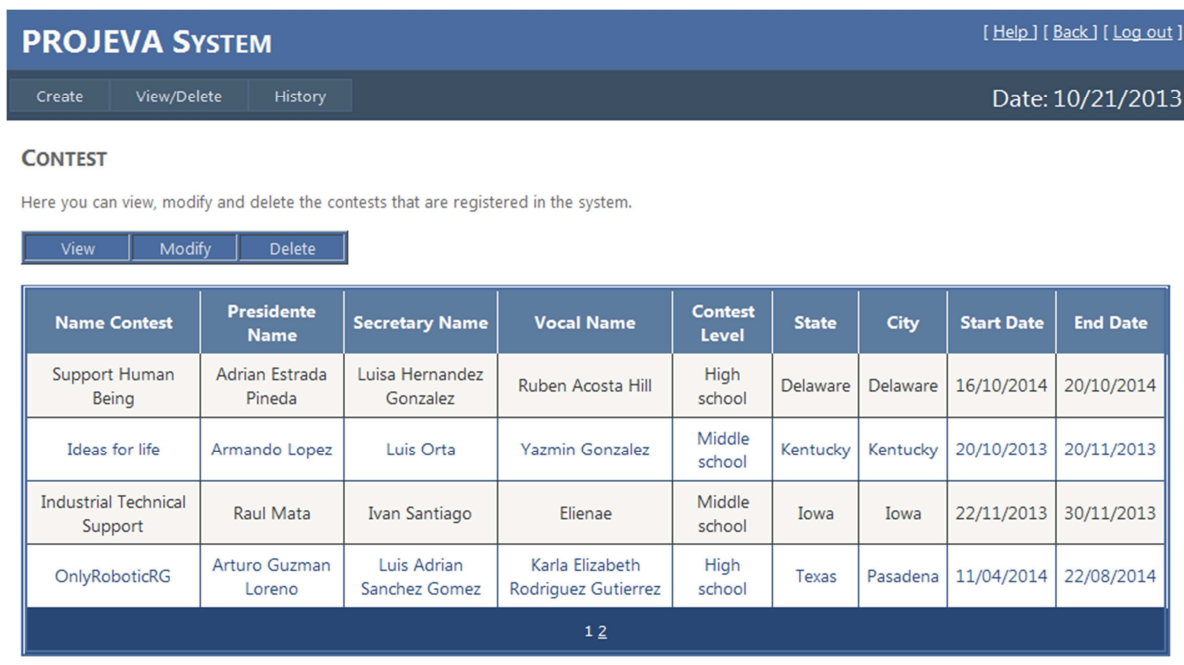 PROJEVA SYSTEM
[ Help ] [ Back ] [ Log out ]
Create View/Delete History
Date: 10/21/2013
CONTEST
Here you can view, modify and delete the contests that are registered in the system.
View Modify Delete
Name Contest Presidente Name Secretary Name Vocal Name Contest Level State City Start Date End Date
Support Human Being Adrian Estrada Pineda Luisa Hernandez Gonzalez Ruben Acosta Hill High school Delaware Delaware 16/10/2014 20/10/2014
Ideas for life Armando Lopez Luis Orta Yazmin Gonzalez Middle school Kentucky Kentucky 20/10/2013 20/11/2013
Industrial Technical Support Raul Mata Ivan Santiago Elienae Middle school Iowa Iowa 22/11/2013 30/11/2013
OnlyRoboticRG Arturo Guzman Loreno Luis Adrian Sanchez Gomez Karla Elizabeth Rodriguez Gutierrez High school Texas Pasadena 11/04/2014 22/08/2014
1 2